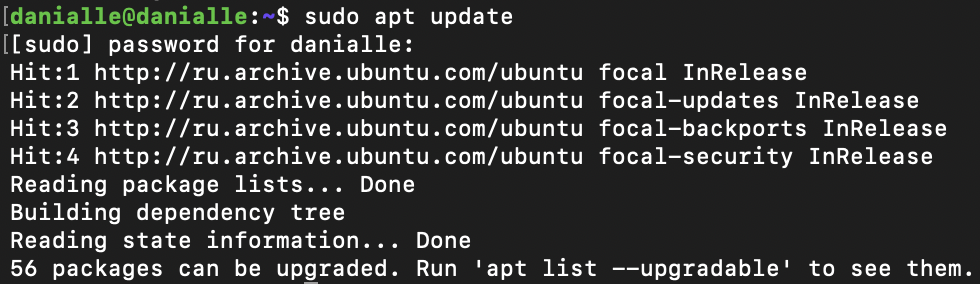 [danialle@danialle:~$ sudo apt update
[[sudo] password for danialle:
Hit:1 http://ru.archive.ubuntu.com/ubuntu focal InRelease
Hit:2 http://ru.archive.ubuntu.com/ubuntu focal-updates InRelease
Hit:3 http://ru.archive.ubuntu.com/ubuntu focal-backports InRelease
Hit:4 http://ru.archive.ubuntu.com/ubuntu focal-security InRelease
Reading package lists... Done
Building dependency tree
Reading state information... Done
56 packages can be upgraded. Run 'apt list --upgradable' to see them.